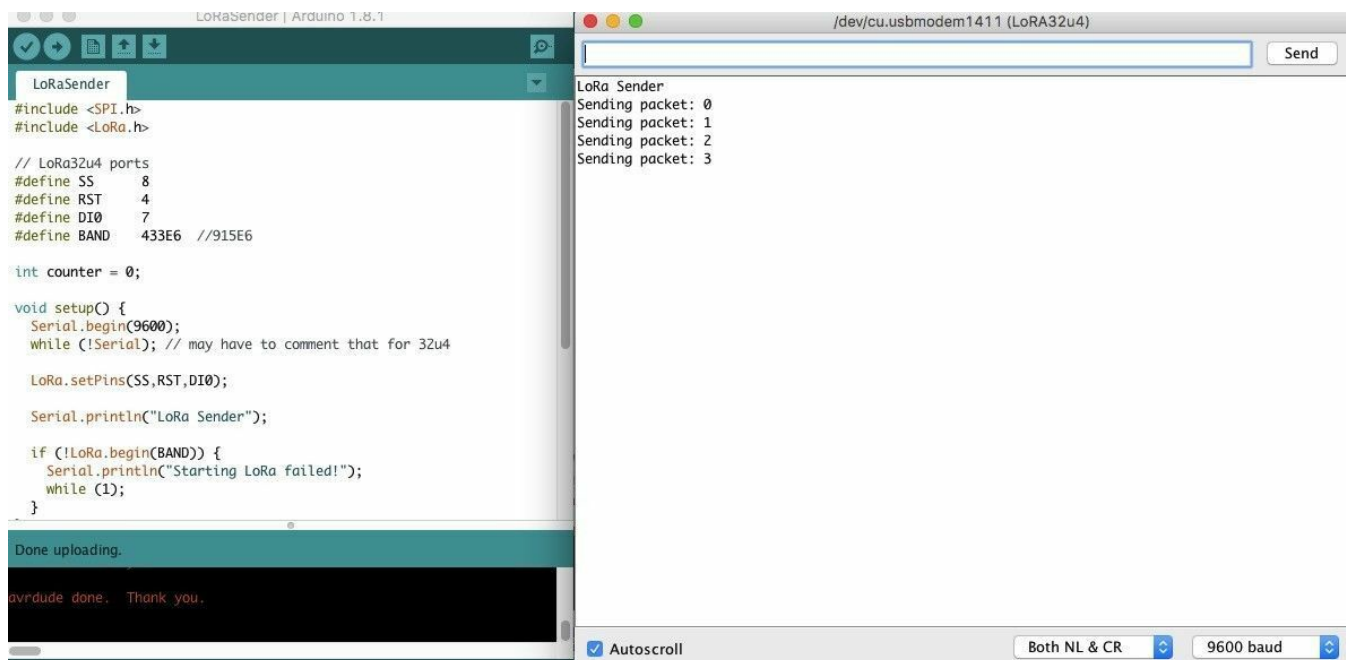 LoRaSender | Arduino 1.8.1
LoRaSender
#include <SPI.h>
#include <LoRa.h>
// LoRa32u4 ports
#define SS 8
#define RST 4
#define DI0 7
#define BAND 433E6 //915E6
int counter = 0;
void setup() {
Serial.begin(9600);
while (!Serial); // may have to comment that for 32u4
LoRa.setPins(SS,RST,DI0);
Serial.println("LoRa Sender");
if (!LoRa.begin(BAND)) {
Serial.println("Starting LoRa failed!");
while (1);
}
Done uploading.
avrdude done. Thank you.
/dev/cu.usbmodem1411 (LoRA32u4)
Send
LoRa Sender
Sending packet: 0
Sending packet: 1
Sending packet: 2
Sending packet: 3
Autoscroll
Both NL & CR
9600 baud